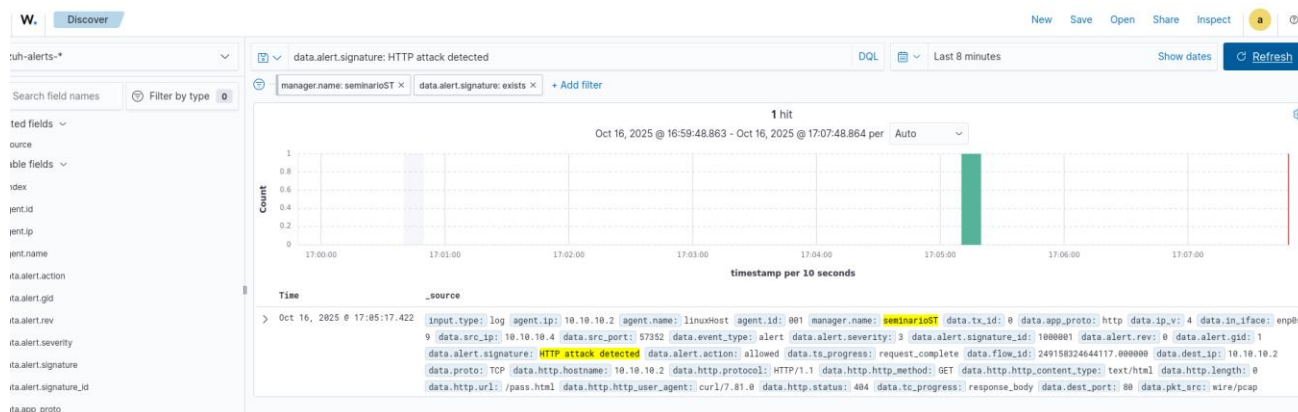 W. Discover New Save Open Share Inspect a
zuh-alerts-* data.alert.signature: HTTP attack detected DQL Last 8 minutes Show dates Refresh
manager.name: seminarioST × data.alert.signature: exists × + Add filter
Search field names Filter by type 0
1 hit
Oct 16, 2025 @ 16:59:48.863 - Oct 16, 2025 @ 17:07:48.864 per Auto
ted fields
ource
able fields
ndex
gent.id
gent.ip
gent.name
ata.alert.action
ata.alert.gid
ata.alert.rev
ata.alert.severity
ata.alert.signature
ata.alert.signature_id
ata.app_proto
Count
1
0.8
0.6
0.4
0.2
0
17:00:00 17:01:00 17:02:00 17:03:00 17:04:00 17:05:00 17:06:00 17:07:00
timestamp per 10 seconds
Time _source
Oct 16, 2025 @ 17:05:17.422 input.type: log agent.ip: 10.10.10.2 agent.name: linuxHost agent.id: 001 manager.name: seminarioST data.tx_id: 0 data.app_proto: http data.ip_v: 4 data.in_iface: enp0s
9 data.src_ip: 10.10.10.4 data.src_port: 57352 data.event_type: alert data.alert.severity: 3 data.alert.signature_id: 1000001 data.alert.rev: 0 data.alert.gid: 1
data.alert.signature: HTTP attack detected data.alert.action: allowed data.ts_progress: request_complete data.flow_id: 249158324644117.000000 data.dest_ip: 10.10.10.2
data.proto: TCP data.http.hostname: 10.10.10.2 data.http.protocol: HTTP/1.1 data.http.http_method: GET data.http.http_content_type: text/html data.http.length: 0
data.http.url: /pass.html data.http.http_user_agent: curl/7.81.0 data.http.status: 404 data.tc_progress: response_body data.dest_port: 80 data.pkt_src: wire/pcap